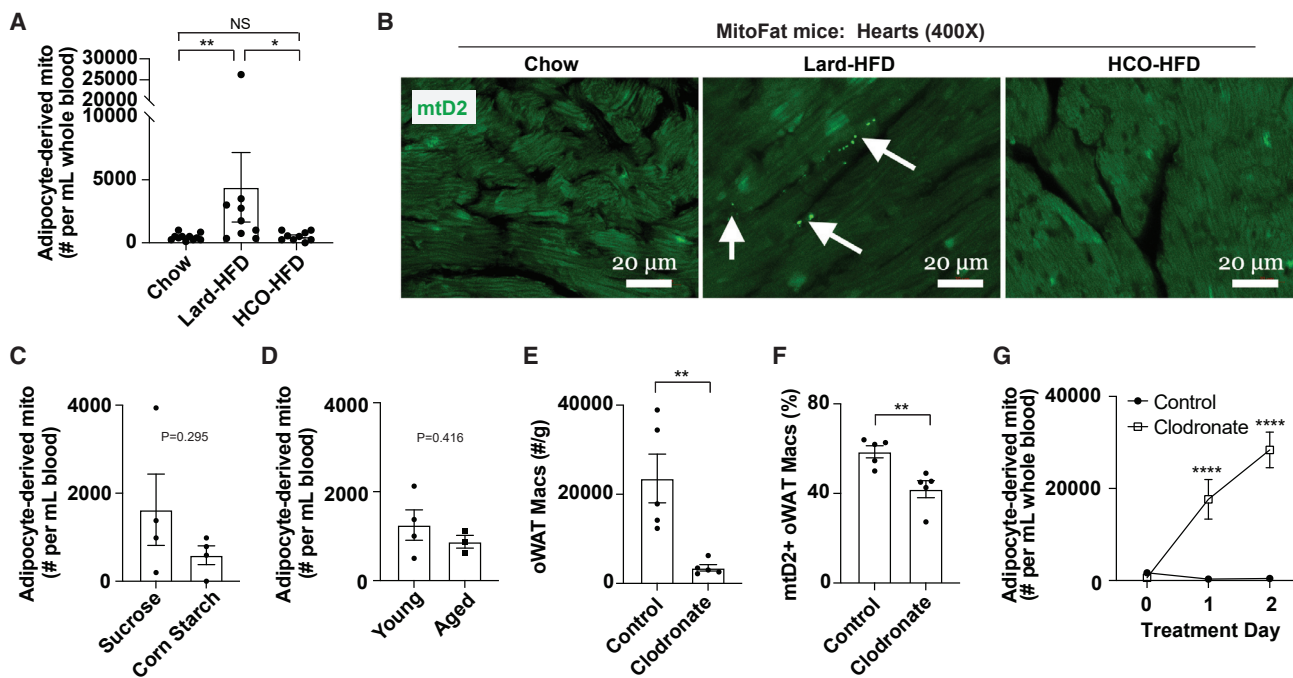 A
NS
**
*
30000
25000
20000
10000
5000
0
Adipocyte-derived mito
(# per mL whole blood)
Chow
Lard-HFD
HCO-HFD
B
MitoFat mice: Hearts (400X)
Chow
Lard-HFD
HCO-HFD
mtD2
20 µm
20 µm
20 µm
C
Adipocyte-derived mito
(# per mL blood)
4000
2000
0
P=0.295
Sucrose
Corn Starch
D
Adipocyte-derived mito
(# per mL blood)
4000
2000
0
P=0.416
Young
Aged
E
oWAT Macs (#/g)
40000
20000
0
**
Control
Clodronate
F
mtD2+ oWAT Macs (%)
80
40
0
**
Control
Clodronate
G
Adipocyte-derived mito
(# per mL whole blood)
40000
20000
0
Control
Clodronate
****
****
0 1 2
Treatment Day